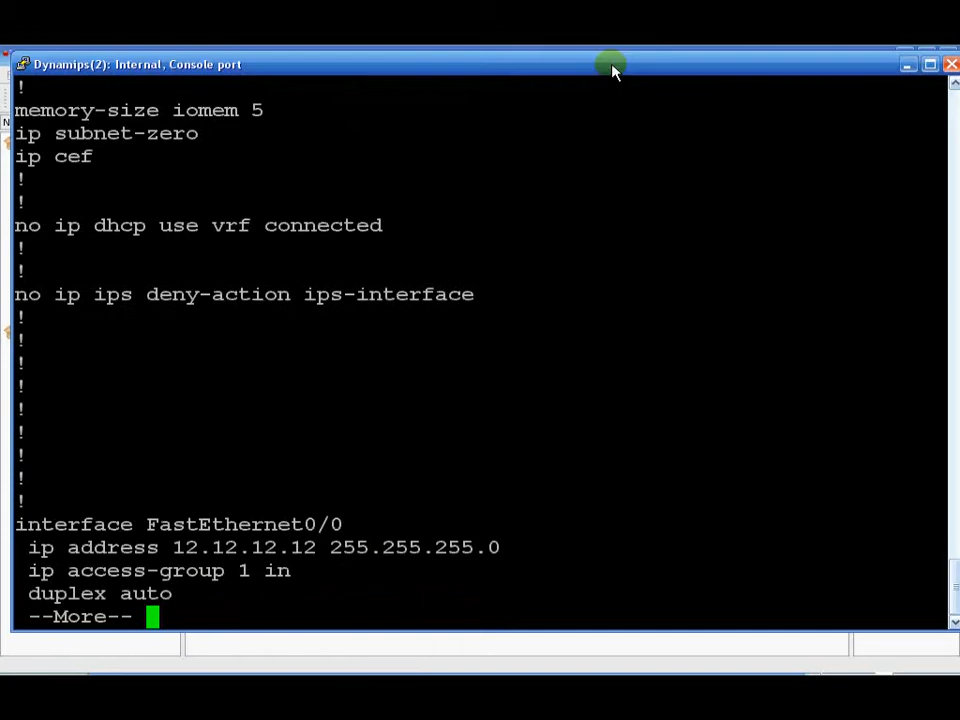 Dynamips(2): Internal, Console port
!
memory-size iomem 5
ip subnet-zero
ip cef
!
!
no ip dhcp use vrf connected
!
!
no ip ips deny-action ips-interface
!
!
!
!
!
!
!
!
!
interface FastEthernet0/0
 ip address 12.12.12.12 255.255.255.0
 ip access-group 1 in
 duplex auto
 --More--
N